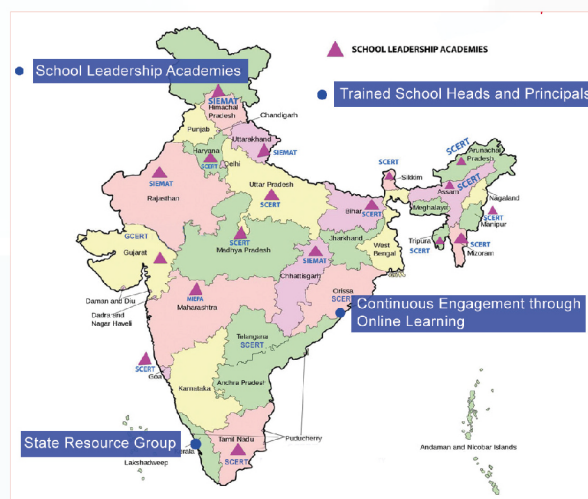 SCHOOL LEADERSHIP ACADEMIES
School Leadership Academies
Trained School Heads and Principals
SIEMAT
Himachal
Pradesh
Chandigarh
Punjab
Uttarakhand
SIEMAT
Haryana
SCERT
Delhi
SIEMAT
Rajasthan
Uttar Pradesh
SCERT
SCERT
Sikkim
SCERT
Arunachal
Pradesh
SCERT
Assam
Nagaland
Meghalaya
SCERT
Manipur
Bihar
SCERT
Tripura
SCERT
SCERT
Mizoram
GCERT
Gujarat
SCERT
Madhya Pradesh
Jharkhand
West
Bengal
SIEMAT
Chhattisgarh
Daman and Diu
Dadra and
Nagar Haveli
MIEPA
Maharashtra
Orissa
SCERT
Continuous Engagement through
Online Learning
Telangana
SCERT
SCERT
Goa
Karnataka
Andhra Pradesh
State Resource Group
Tamil Nadu
SCERT
Puducherry
Lakshadweep
Andaman and Nicobar Islands